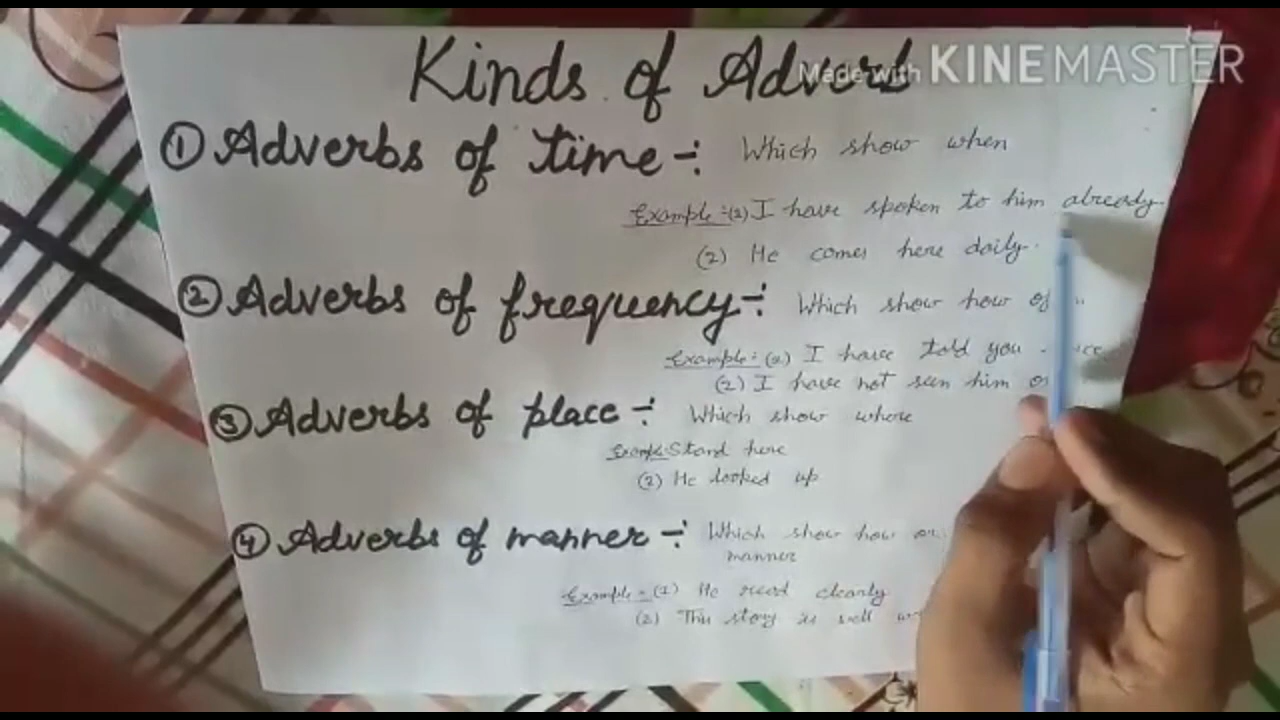 Kinds of Adverb
Made with KINEMASTER
① Adverbs of time -: Which show when
Example -: (1) I have spoken to him already.
(2) He comes here daily.
② Adverbs of frequency -: Which show how
Example -: (1) I have told you
(2) I have not seen him
③ Adverbs of place -: Which show where
Example Stand here
(2) He looked up
④ Adverbs of manner -: Which show how or
manner
Example - (1) He read clearly
(2) This story is well